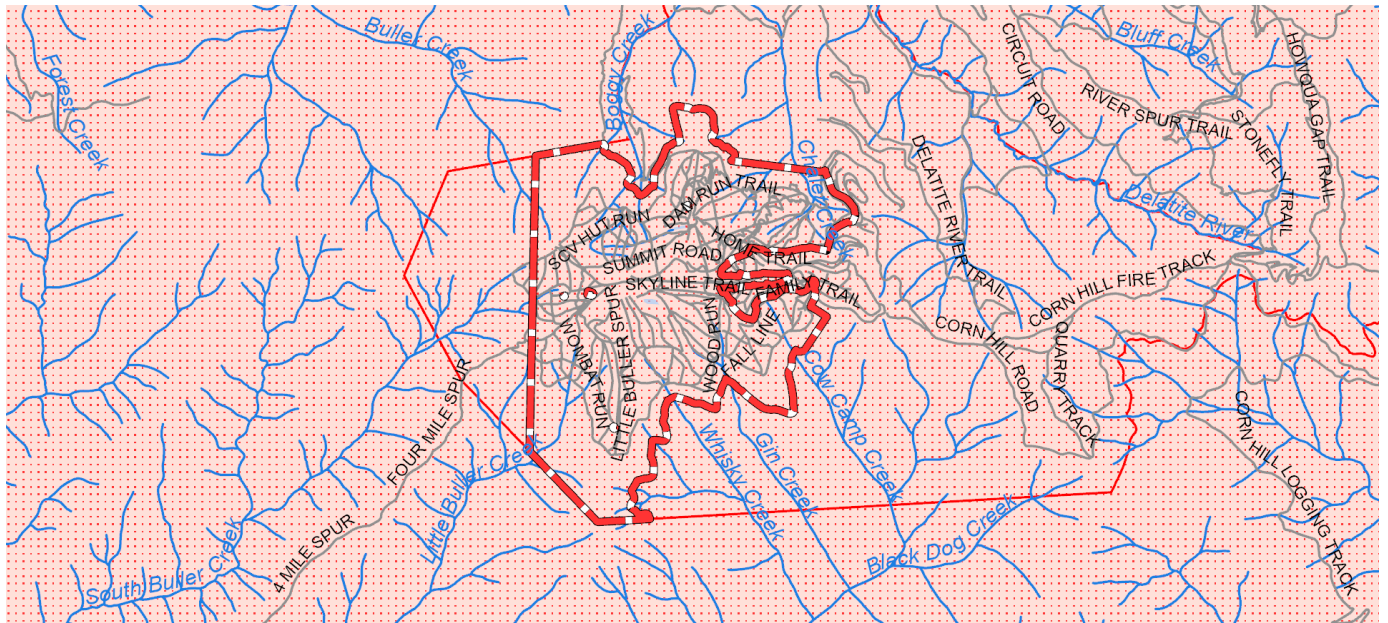 Buller Creek
Boggy Creek
CIRCUIT ROAD
Bluff Creek
HOWQUA GAP TRAIL
Forest Creek
RIVER SPUR TRAIL
STONEFLY TRAIL
DELATITE RIVER TRAIL
Chalet Creek
DAM RUN TRAIL
Delatite River
SCV HUT RUN
HOME TRAIL
SUMMIT ROAD
SKYLINE TRAIL
FAMILY TRAIL
CORN HILL FIRE TRACK
WOMBAT RUN
LITTLE BULLER SPUR
WOOD RUN
FALL LINE
CORN HILL ROAD
QUARRY TRACK
Cow Camp Creek
FOUR MILE SPUR
Little Buller Creek
Whisky Creek
Gin Creek
CORN HILL LOGGING TRACK
4 MILE SPUR
South Buller Creek
Black Dog Creek